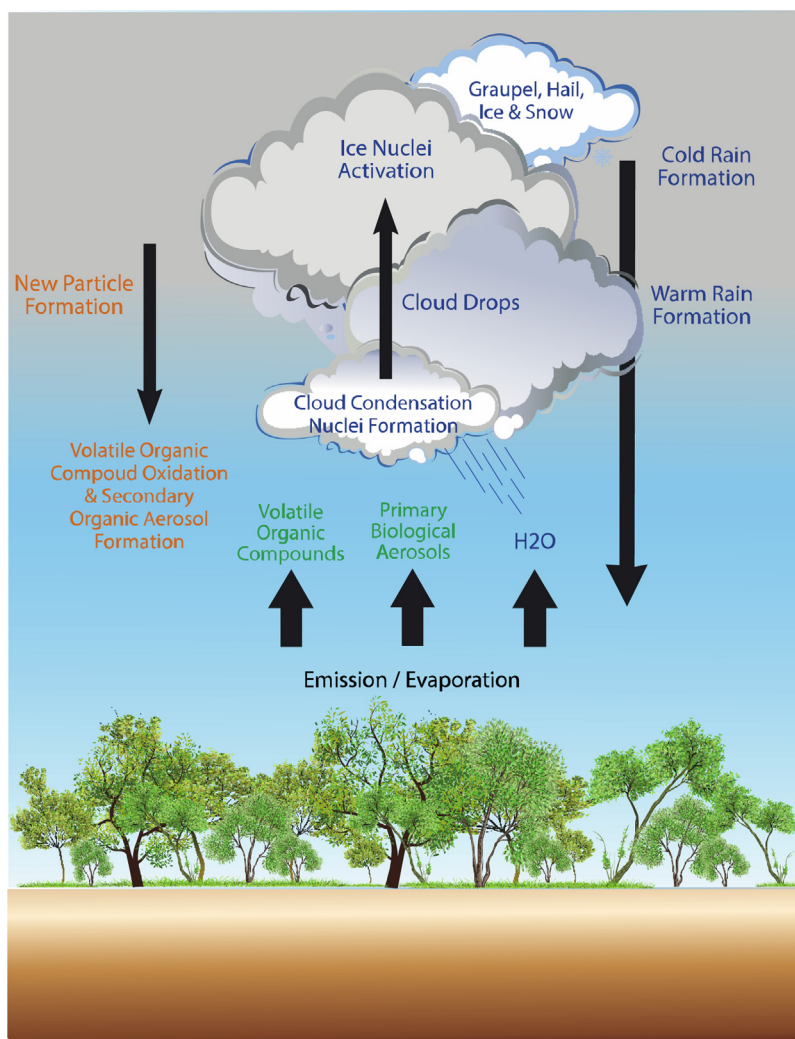 Graupel, Hail,
Ice & Snow
Ice Nuclei
Activation
Cold Rain
Formation
New Particle
Formation
Cloud Drops
Warm Rain
Formation
Cloud Condensation
Nuclei Formation
Volatile Organic
Compoud Oxidation
& Secondary
Organic Aerosol
Formation
Volatile
Organic
Compounds
Primary
Biological
Aerosols
H2O
Emission / Evaporation